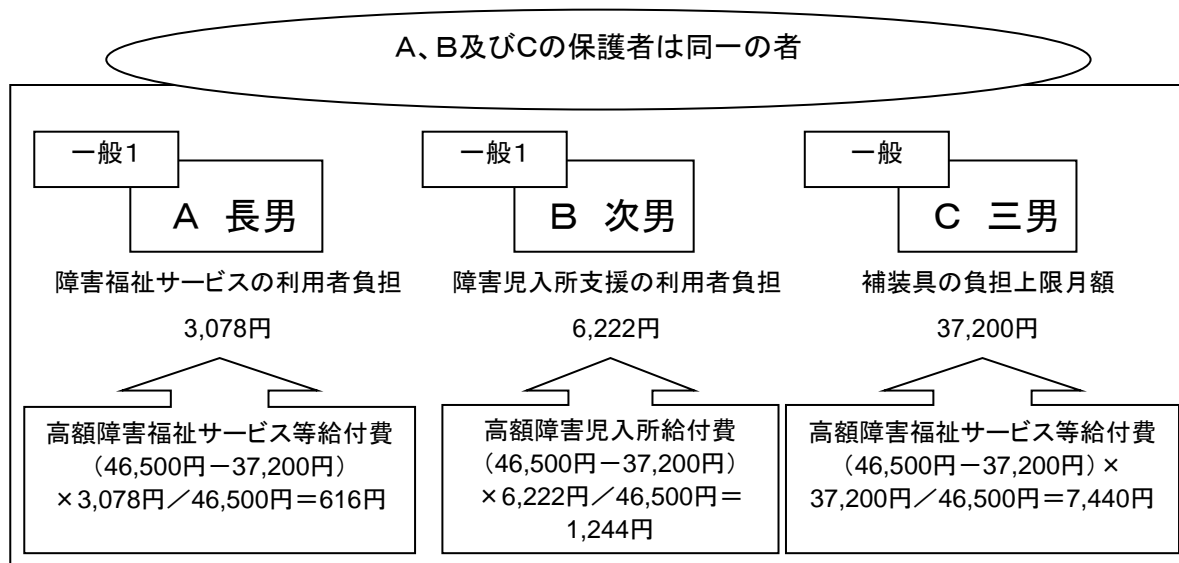 A、B及びCの保護者は同一の者
一般1
A 長男
障害福祉サービスの利用者負担
3,078円
高額障害福祉サービス等給付費
(46,500円-37,200円)
×3,078円/46,500円=616円
一般1
B 次男
障害児入所支援の利用者負担
6,222円
高額障害児入所給付費
(46,500円-37,200円)
×6,222円/46,500円=
1,244円
一般
C 三男
補装具の負担上限月額
37,200円
高額障害福祉サービス等給付費
(46,500円-37,200円)×
37,200円/46,500円=7,440円